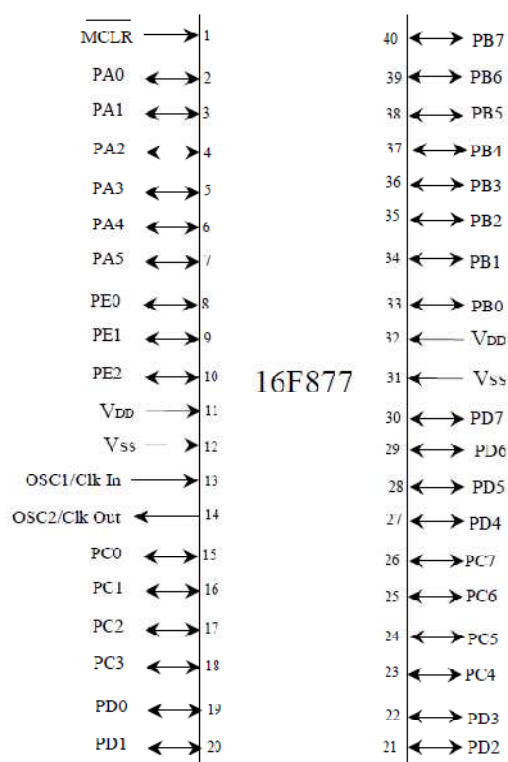 MCLR 1 40 PB7
PA0 2 39 PB6
PA1 3 38 PB5
PA2 4 37 PB4
PA3 5 36 PB3
PA4 6 35 PB2
PA5 7 34 PB1
PE0 8 33 PB0
PE1 9 32 VDD
PE2 10 31 Vss
16F877
VDD 11 30 PD7
Vss 12 29 PD6
OSC1/Clk In 13 28 PD5
OSC2/Clk Out 14 27 PD4
PC0 15 26 PC7
PC1 16 25 PC6
PC2 17 24 PC5
PC3 18 23 PC4
PD0 19 22 PD3
PD1 20 21 PD2